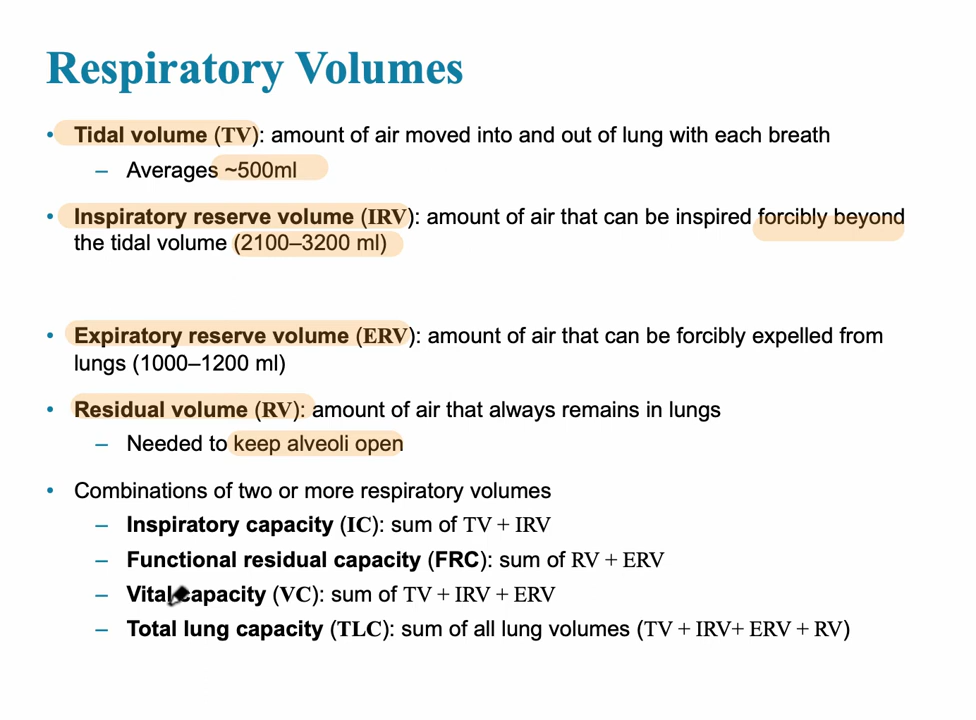 Respiratory Volumes
• Tidal volume (TV): amount of air moved into and out of lung with each breath
– Averages ~500ml
• Inspiratory reserve volume (IRV): amount of air that can be inspired forcibly beyond
the tidal volume (2100–3200 ml)
• Expiratory reserve volume (ERV): amount of air that can be forcibly expelled from
lungs (1000–1200 ml)
• Residual volume (RV): amount of air that always remains in lungs
– Needed to keep alveoli open
• Combinations of two or more respiratory volumes
– Inspiratory capacity (IC): sum of TV + IRV
– Functional residual capacity (FRC): sum of RV + ERV
– Vital capacity (VC): sum of TV + IRV + ERV
– Total lung capacity (TLC): sum of all lung volumes (TV + IRV+ ERV + RV)